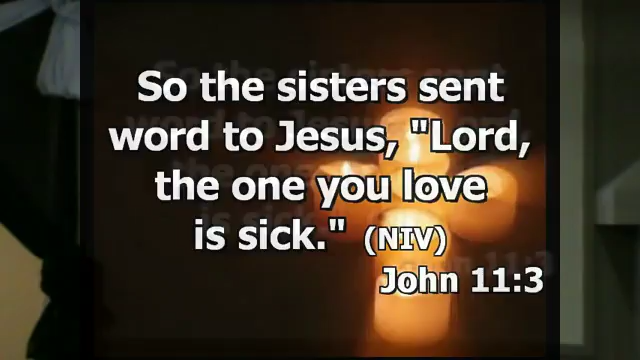 So the sisters sent
word to Jesus, "Lord,
the one you love
is sick." (NIV)
John 11:3